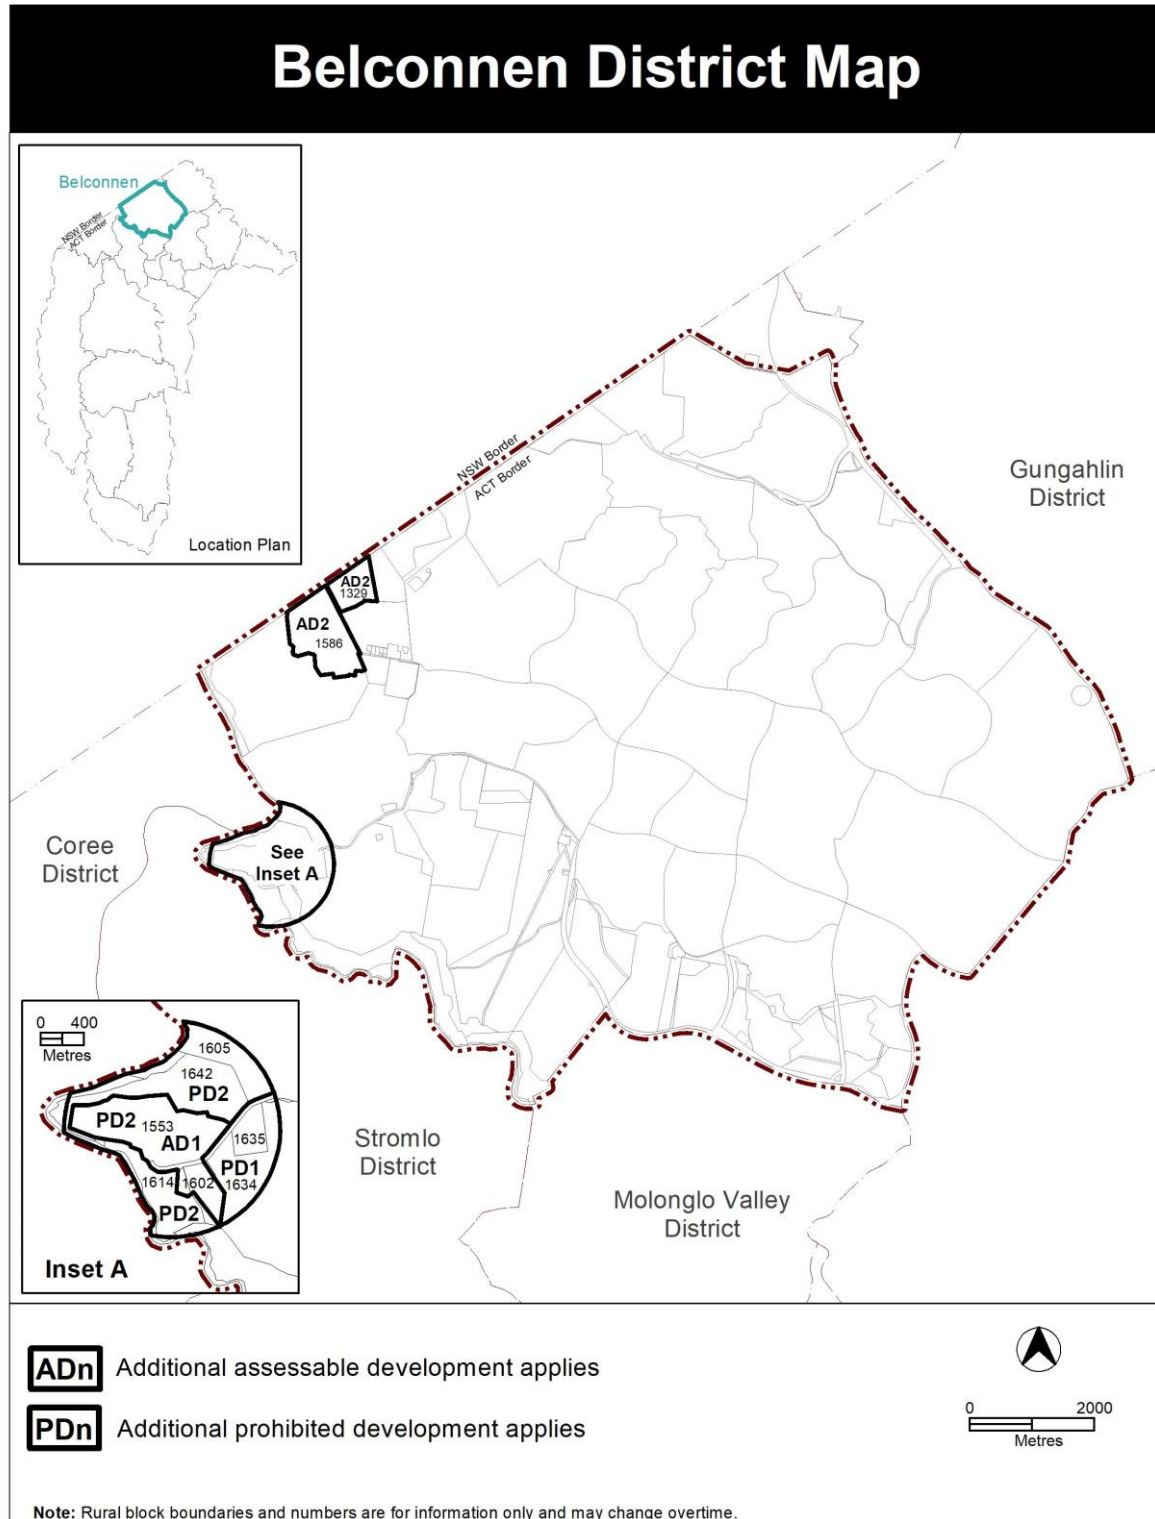 Belconnen District Map
Belconnen
NSW Border
ACT Border
Location Plan
NSW Border
ACT Border
Gungahlin
District
AD2
1329
AD2
1586
Coree
District
See
Inset A
0 400
Metres
1605
1642
PD2
PD2
1553
AD1
1635
PD1
1634
1614
1602
PD2
Inset A
Stromlo
District
Molonglo Valley
District
ADn Additional assessable development applies
PDn Additional prohibited development applies
0 2000
Metres
Note: Rural block boundaries and numbers are for information only and may change overtime.